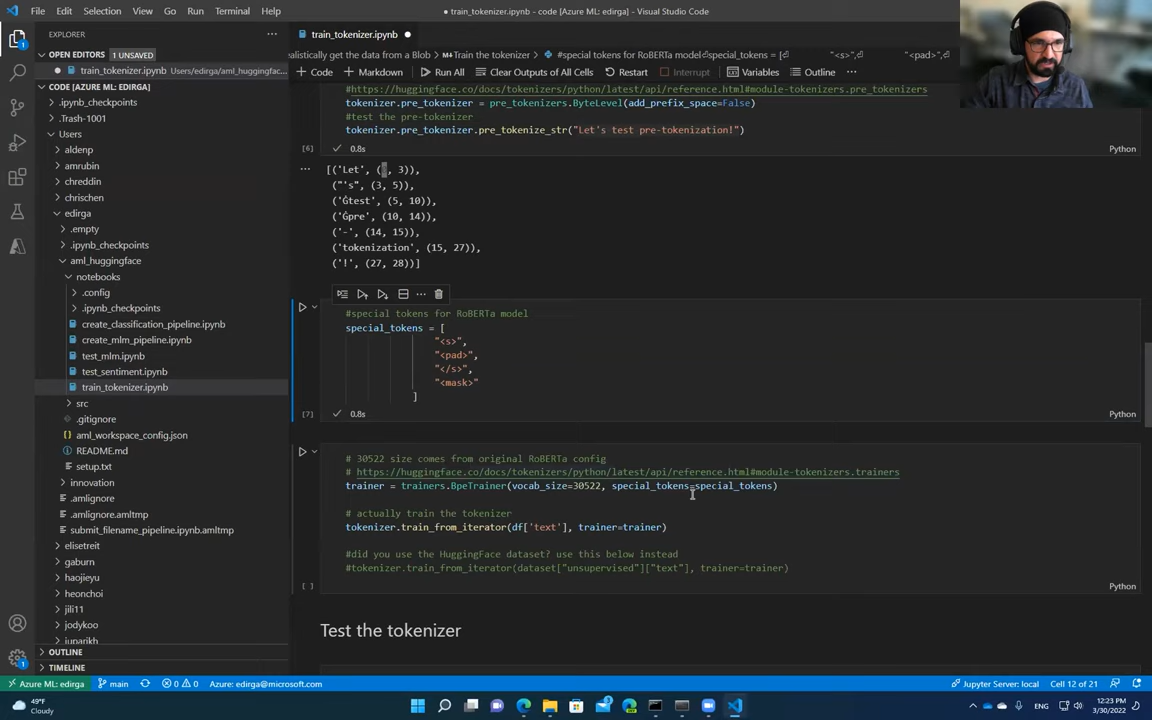 File Edit Selection View Go Run Terminal Help
● train_tokenizer.ipynb - code [Azure ML: edirga] - Visual Studio Code
EXPLORER
OPEN EDITORS 1 UNSAVED
● train_tokenizer.ipynb Users/edirga/aml_huggingfac...
CODE [AZURE ML: EDIRGA]
.ipynb_checkpoints
.Trash-1001
Users
aldenp
amrubin
chreddin
chrischen
edirga
.empty
.ipynb_checkpoints
aml_huggingface
notebooks
.config
.ipynb_checkpoints
create_classification_pipeline.ipynb
create_mlm_pipeline.ipynb
test_mlm.ipynb
test_sentiment.ipynb
train_tokenizer.ipynb
src
.gitignore
aml_workspace_config.json
README.md
setup.txt
innovation
.amlignore
.amlignore.amltmp
submit_filename_pipeline.ipynb.amltmp
elisetreit
gaburn
haojieyu
heonchoi
jili11
jodykoo
juparikh
OUTLINE
TIMELINE
train_tokenizer.ipynb ●
ealistically get the data from a Blob > M↓Train the tokenizer > #special tokens for RoBERTa model⏎special_tokens = [⏎ "<s>",⏎ "<pad>",⏎
+ Code + Markdown Run All Clear Outputs of All Cells Restart Interrupt Variables Outline ...
#https://huggingface.co/docs/tokenizers/python/latest/api/reference.html#module-tokenizers.pre_tokenizers
tokenizer.pre_tokenizer = pre_tokenizers.ByteLevel(add_prefix_space=False)
#test the pre-tokenizer
tokenizer.pre_tokenizer.pre_tokenize_str("Let's test pre-tokenization!")
[6] ✓ 0.8s Python
[('Let', ( , 3)),
("'s", (3, 5)),
('Ġtest', (5, 10)),
('Ġpre', (10, 14)),
('-', (14, 15)),
('tokenization', (15, 27)),
('!', (27, 28))]
#special tokens for RoBERTa model
special_tokens = [
"<s>",
"<pad>",
"</s>",
"<mask>"
]
[7] ✓ 0.8s Python
# 30522 size comes from original RoBERTa config
# https://huggingface.co/docs/tokenizers/python/latest/api/reference.html#module-tokenizers.trainers
trainer = trainers.BpeTrainer(vocab_size=30522, special_tokens=special_tokens)
# actually train the tokenizer
tokenizer.train_from_iterator(df['text'], trainer=trainer)
#did you use the HuggingFace dataset? use this below instead
#tokenizer.train_from_iterator(dataset["unsupervised"]["text"], trainer=trainer)
[ ] Python
Test the tokenizer
Azure ML: edirga main 0 0 Azure: edirga@microsoft.com Jupyter Server: local Cell 12 of 21
49°F
Cloudy
ENG
12:23 PM
3/30/2022